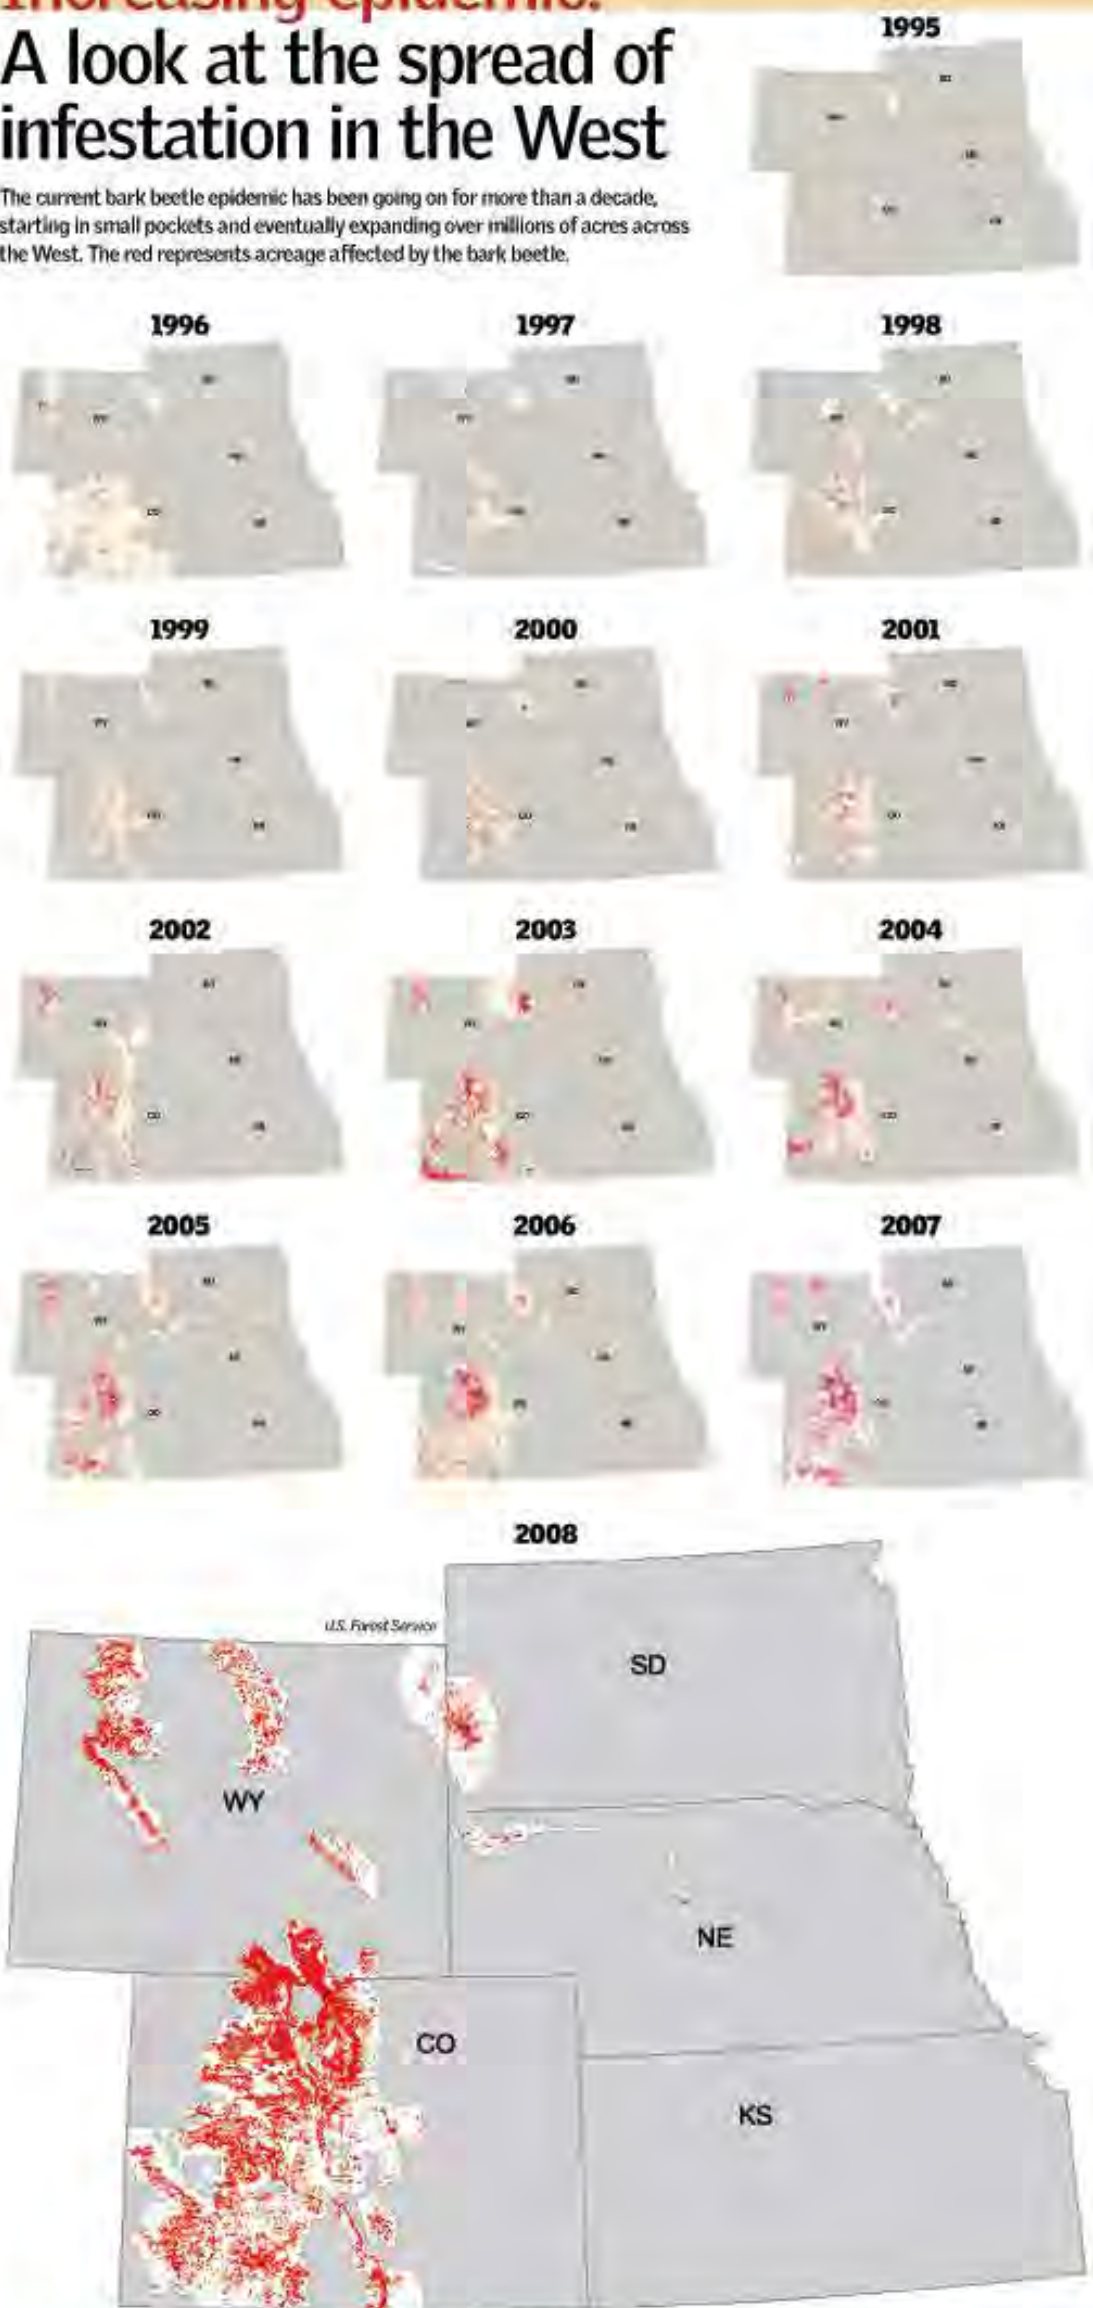 Increasing epidemic:
A look at the spread of
infestation in the West
The current bark beetle epidemic has been going on for more than a decade,
starting in small pockets and eventually expanding over millions of acres across
the West. The red represents acreage affected by the bark beetle.
1995
1996
1997
1998
1999
2000
2001
2002
2003
2004
2005
2006
2007
2008
U.S. Forest Service
SD
WY
NE
CO
KS